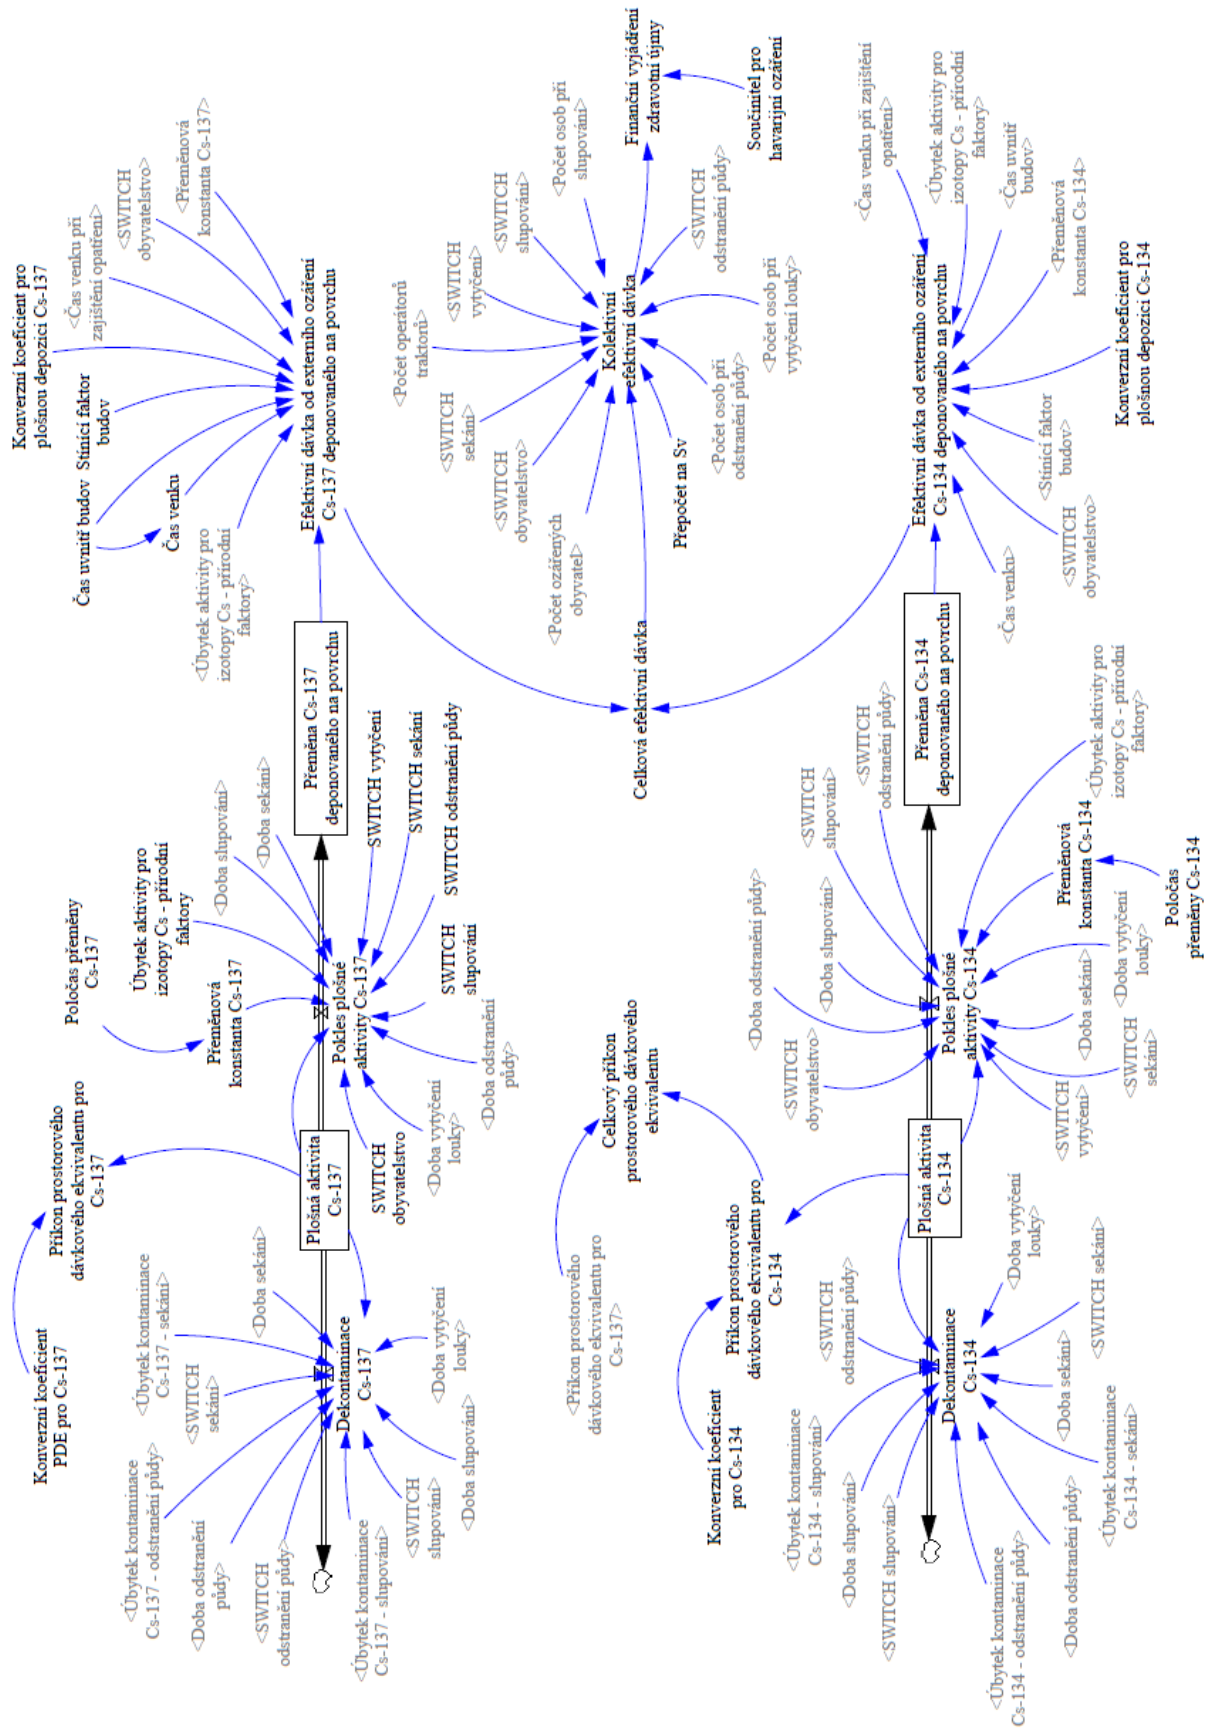 Konverzní koeficient
PDE pro Cs-137
Příkon prostorového
dávkového ekvivalentu pro
Cs-137
Poločas přeměny
Cs-137
Přeměnová
konstanta Cs-137
Úbytek aktivity pro
izotopy Cs - přírodní
faktory
<Doba slupování>
<Doba sekání>
Čas uvnitř budov
Čas venku
Stínící faktor
budov
Konverzní koeficient pro
plošnou depozici Cs-137
<Čas venku při
zajištění opatření>
<SWITCH
obyvatelstvo>
<Přeměnová
konstanta Cs-137>
<Úbytek aktivity pro
izotopy Cs - přírodní
faktory>
<Úbytek kontaminace
Cs-137 - odstranění půdy>
<Úbytek kontaminace
Cs-137 - sekání>
<SWITCH
sekání>
<Doba sekání>
<Doba odstranění
půdy>
<SWITCH
odstranění půdy>
<Úbytek kontaminace
Cs-137 - slupování>
<SWITCH
slupování>
<Doba slupování>
<Doba vytyčení
louky>
Dekontaminace
Cs-137
Plošná aktivita
Cs-137
Pokles plošné
aktivity Cs-137
Přeměna Cs-137
deponovaného na povrchu
Efektivní dávka od externího ozáření
Cs-137 deponovaného na povrchu
SWITCH
obyvatelstvo
<Doba vytyčení
louky>
<Doba odstranění
půdy>
SWITCH
slupování
SWITCH odstranění půdy
SWITCH sekání
SWITCH vytyčení
<Příkon prostorového
dávkového ekvivalentu pro
Cs-137>
Celkový příkon
prostorového dávkového
ekvivalentu
Konverzní koeficient
pro Cs-134
Příkon prostorového
dávkového ekvivalentu pro
Cs-134
Celková efektivní dávka
<Počet operátorů
traktorů>
<SWITCH
vytyčení>
<SWITCH
slupování>
<Počet osob při
slupování>
<SWITCH
sekání>
<SWITCH
obyvatelstvo>
<Počet ozářených
obyvatel>
Kolektivní
efektivní dávka
Přepočet na Sv
<Počet osob při
odstranění půdy>
<Počet osob při
vytyčení louky>
<SWITCH
odstranění půdy>
Finanční vyjádření
zdravotní újmy
Součinitel pro
havarijní ozáření
<Úbytek kontaminace
Cs-134 - slupování>
<SWITCH
odstranění půdy>
<Doba slupování>
<SWITCH slupování>
<Úbytek kontaminace
Cs-134 - odstranění půdy>
<Doba odstranění půdy>
<Úbytek kontaminace
Cs-134 - sekání>
<Doba sekání>
<SWITCH sekání>
<Doba vytyčení
louky>
Dekontaminace
Cs-134
Plošná aktivita
Cs-134
<SWITCH
obyvatelstvo>
<Doba odstranění půdy>
<Doba slupování>
<SWITCH
slupování>
<SWITCH
odstranění půdy>
Pokles plošné
aktivity Cs-134
<SWITCH
vytyčení>
<SWITCH
sekání>
<Doba sekání>
<Doba vytyčení
louky>
Přeměnová
konstanta Cs-134
Poločas
přeměny Cs-134
<Úbytek aktivity pro
izotopy Cs - přírodní
faktory>
Přeměna Cs-134
deponovaného na povrchu
Efektivní dávka od externího ozáření
Cs-134 deponovaného na povrchu
<Čas venku>
<SWITCH
obyvatelstvo>
<Stínící faktor
budov>
Konverzní koeficient pro
plošnou depozici Cs-134
<Přeměnová
konstanta Cs-134>
<Čas uvnitř
budov>
<Úbytek aktivity pro
izotopy Cs - přírodní
faktory>
<Čas venku při zajištění
opatření>